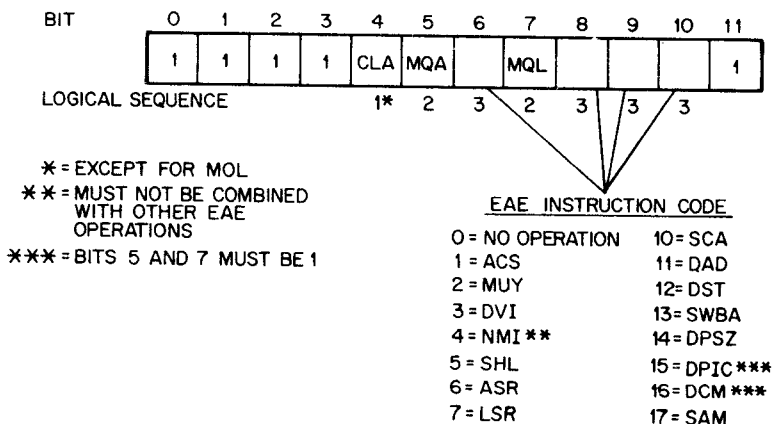 BIT 0 1 2 3 4 5 6 7 8 9 10 11
1 1 1 1 CLA MQA MQL 1
LOGICAL SEQUENCE 1* 2 3 2 3 3 3
* = EXCEPT FOR MOL
** = MUST NOT BE COMBINED
WITH OTHER EAE
OPERATIONS
*** = BITS 5 AND 7 MUST BE 1
EAE INSTRUCTION CODE
0 = NO OPERATION 10 = SCA
1 = ACS 11 = DAD
2 = MUY 12 = DST
3 = DVI 13 = SWBA
4 = NMI ** 14 = DPSZ
5 = SHL 15 = DPIC ***
6 = ASR 16 = DCM ***
7 = LSR 17 = SAM